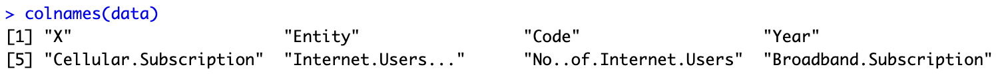 > colnames(data)
[1] "X"                     "Entity"                "Code"                  "Year"
[5] "Cellular.Subscription" "Internet.Users..."     "No..of.Internet.Users" "Broadband.Subscription"